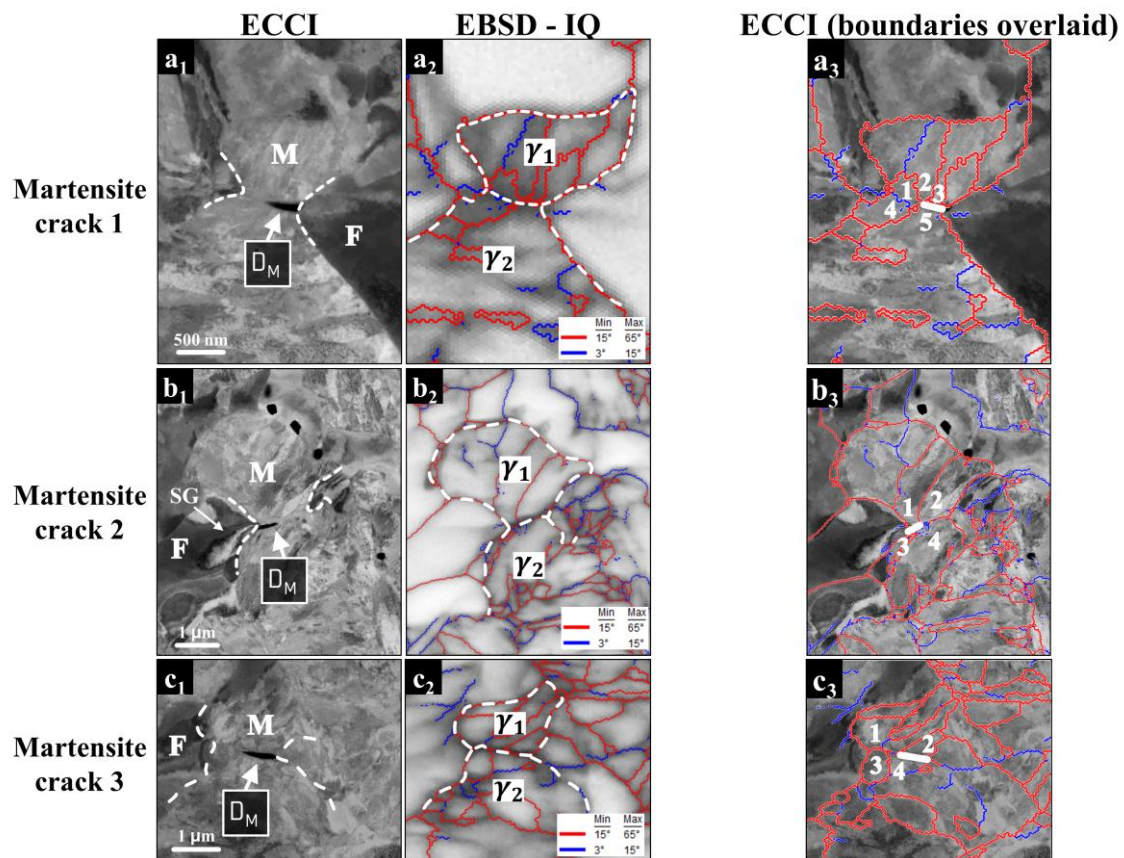 ECCI
EBSD - IQ
ECCI (boundaries overlaid)
Martensite
crack 1
a1
M
F
DM
500 nm
a2
γ1
γ2
Min Max
15° 65°
3° 15°
a3
1
2
3
4
5
Martensite
crack 2
b1
M
SG
F
DM
1 µm
b2
γ1
γ2
Min Max
15° 65°
3° 15°
b3
1
2
3
4
Martensite
crack 3
c1
M
F
DM
1 µm
c2
γ1
γ2
Min Max
15° 65°
3° 15°
c3
1
2
3
4